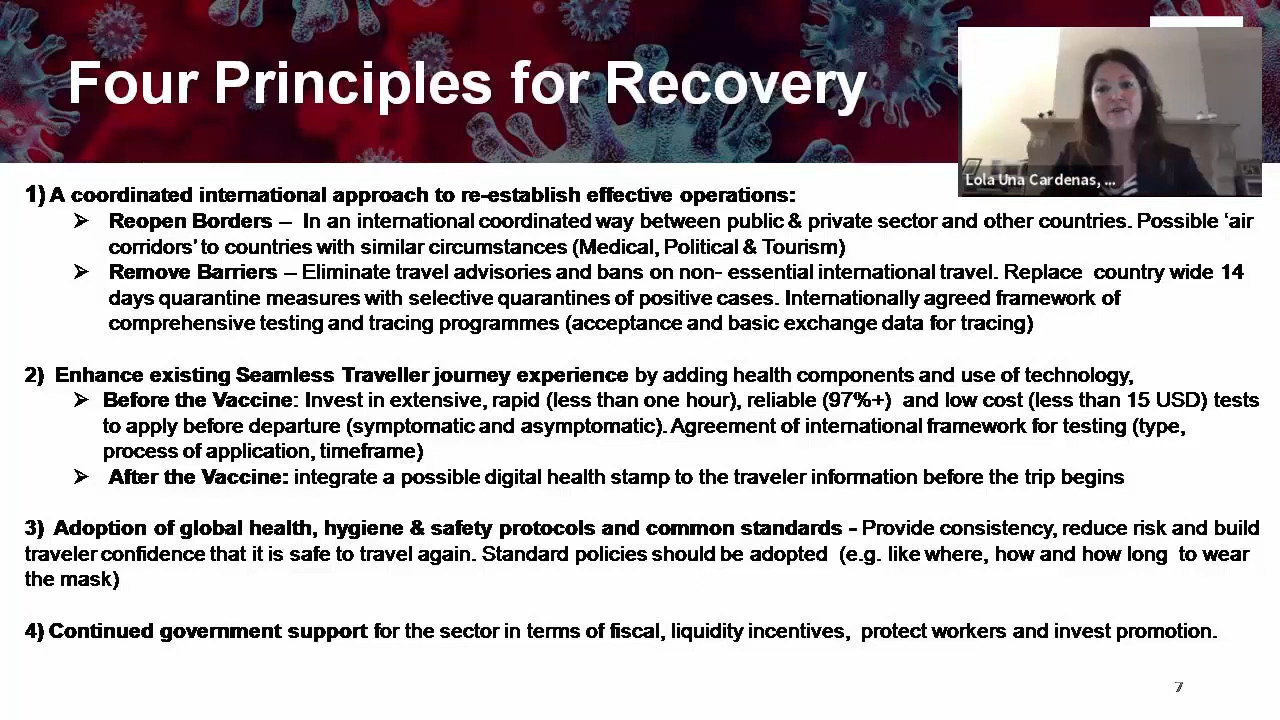 Four Principles for Recovery
Lola Una Cardenas, ...
1) A coordinated international approach to re-establish effective operations:
➢ Reopen Borders – In an international coordinated way between public & private sector and other countries. Possible ‘air
corridors’ to countries with similar circumstances (Medical, Political & Tourism)
➢ Remove Barriers – Eliminate travel advisories and bans on non- essential international travel. Replace country wide 14
days quarantine measures with selective quarantines of positive cases. Internationally agreed framework of
comprehensive testing and tracing programmes (acceptance and basic exchange data for tracing)
2) Enhance existing Seamless Traveller journey experience by adding health components and use of technology,
➢ Before the Vaccine: Invest in extensive, rapid (less than one hour), reliable (97%+) and low cost (less than 15 USD) tests
to apply before departure (symptomatic and asymptomatic). Agreement of international framework for testing (type,
process of application, timeframe)
➢ After the Vaccine: integrate a possible digital health stamp to the traveler information before the trip begins
3) Adoption of global health, hygiene & safety protocols and common standards - Provide consistency, reduce risk and build
traveler confidence that it is safe to travel again. Standard policies should be adopted (e.g. like where, how and how long to wear
the mask)
4) Continued government support for the sector in terms of fiscal, liquidity incentives, protect workers and invest promotion.
7